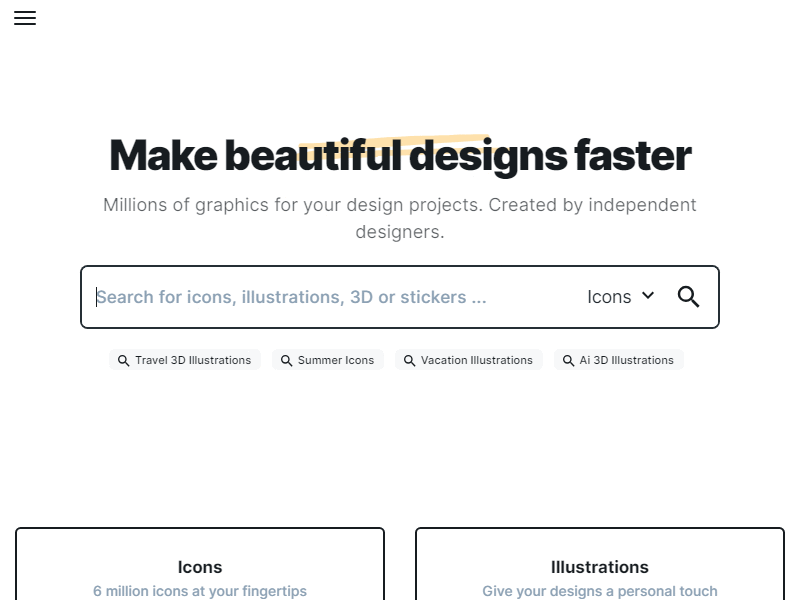 Make beautiful designs faster
Millions of graphics for your design projects. Created by independent
designers.
Search for icons, illustrations, 3D or stickers ...
Icons
Travel 3D Illustrations
Summer Icons
Vacation Illustrations
Ai 3D Illustrations
Icons
6 million icons at your fingertips
Illustrations
Give your designs a personal touch